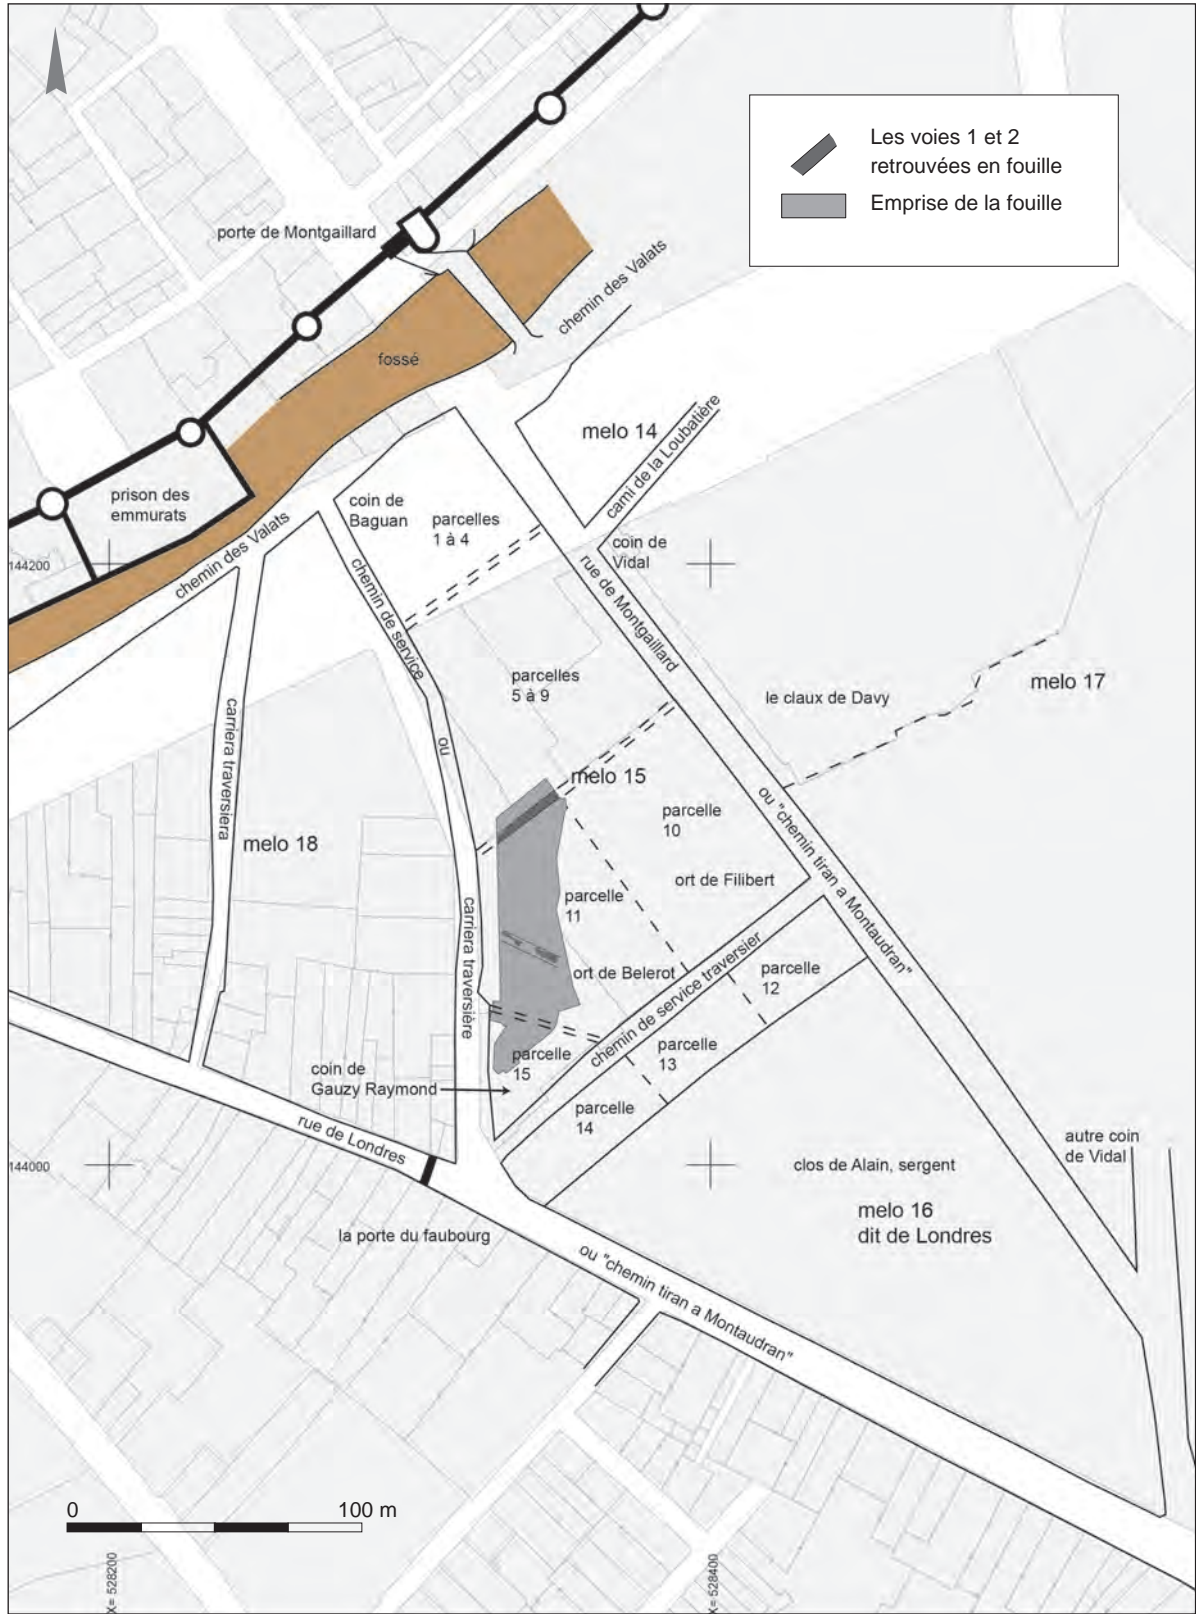 Les voies 1 et 2
retrouvées en fouille
Emprise de la fouille
porte de Montgaillard
chemin des Valats
fossé
melo 14
cami de la Loubatière
prison des
emmurats
coin de
Baguan
parcelles
1 à 4
chemin des Valats
coin de
Vidal
144200
chemin de service
ou
carriera traversière
rue de Montgaillard
ou "chemin tiran a Montaudran"
parcelles
5 à 9
melo 17
le claux de Davy
carriera traversiera
melo 15
parcelle
10
melo 18
ort de Filibert
parcelle
11
ort de Belerot
chemin de service traversier
parcelle
12
parcelle
13
parcelle
15
coin de
Gauzy Raymond
parcelle
14
rue de Londres
ou "chemin tiran a Montaudran"
autre coin
de Vidal
144000
clos de Alain, sergent
melo 16
dit de Londres
la porte du faubourg
0
100 m
X= 528200
X= 528400